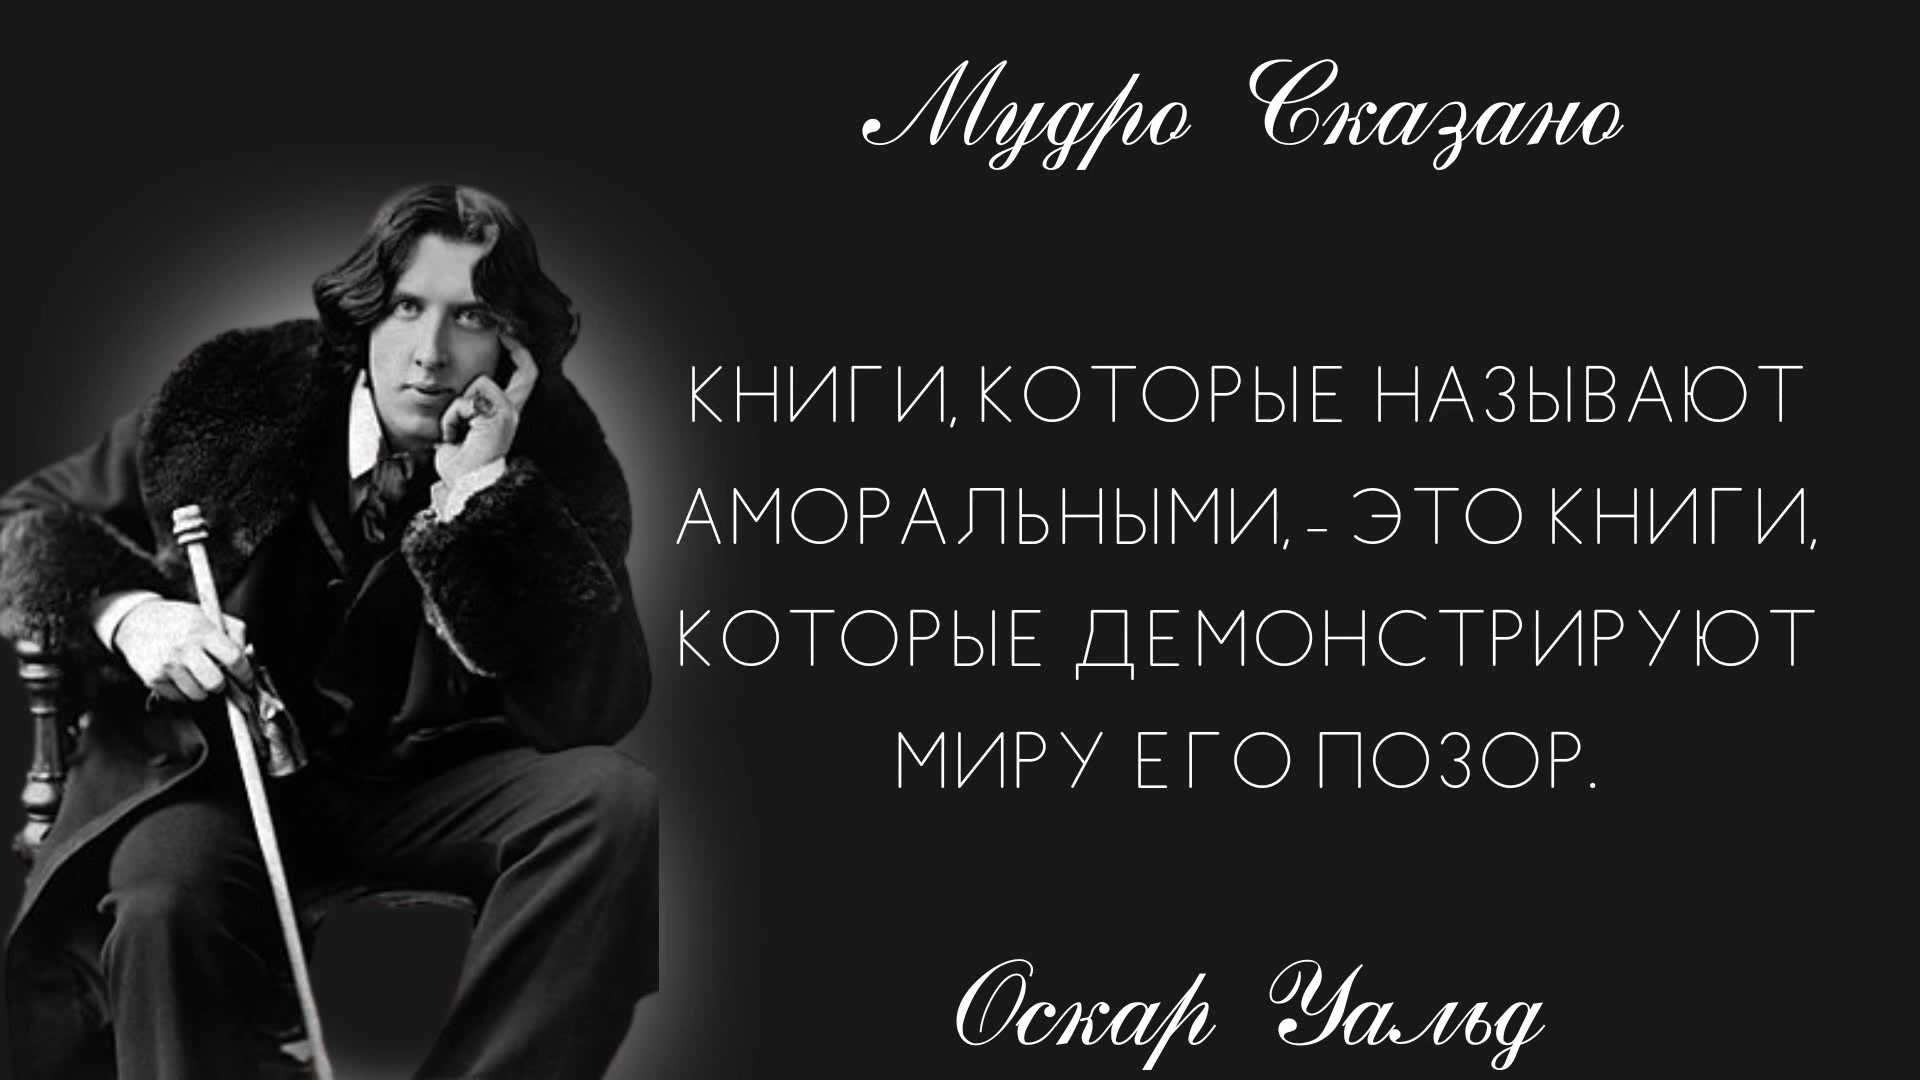 Мудро Сказано
КНИГИ, КОТОРЫЕ НАЗЫВАЮТ
АМОРАЛЬНЫМИ, - ЭТО КНИГИ,
КОТОРЫЕ ДЕМОНСТРИРУЮТ
МИРУ ЕГО ПОЗОР.
Оскар Уальд